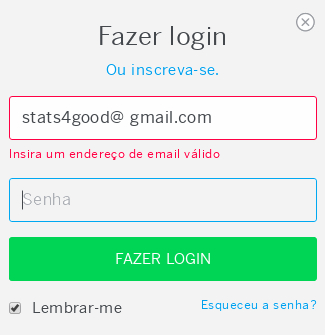 Fazer login
Ou inscreva-se.
stats4good@ gmail.com
Insira um endereço de email válido
Senha
FAZER LOGIN
Lembrar-me
Esqueceu a senha?